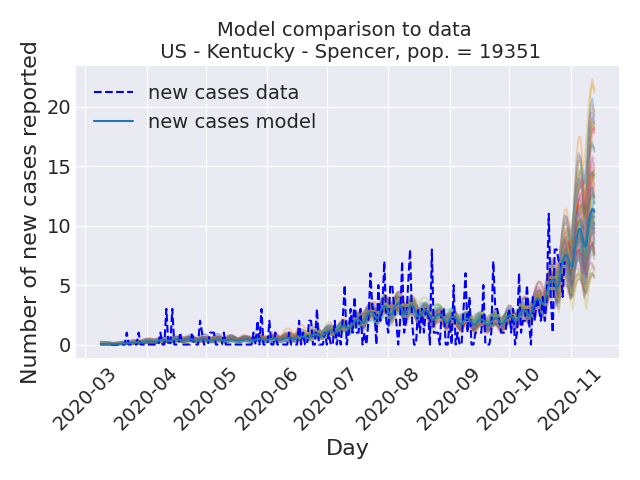 Model comparison to data
US - Kentucky - Spencer, pop. = 19351
Number of new cases reported
new cases data
new cases model
20
15
10
5
0
2020-03
2020-04
2020-05
2020-06
2020-07
2020-08
2020-09
2020-10
2020-11
Day